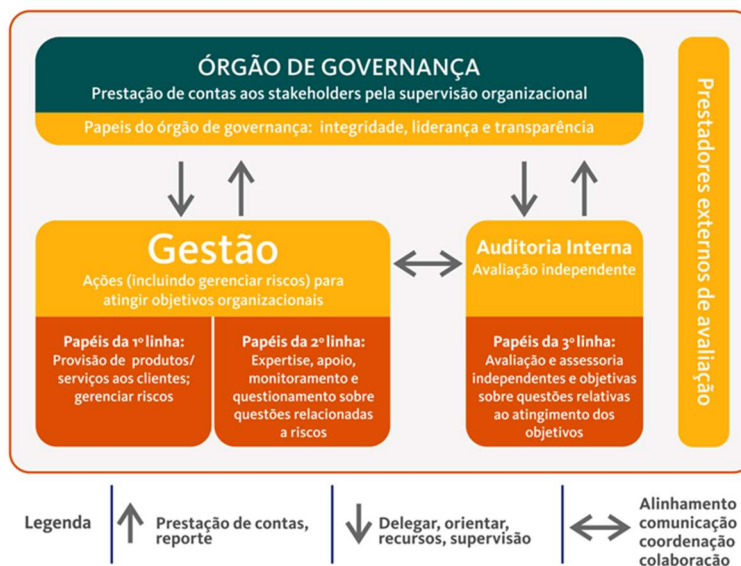 ÓRGÃO DE GOVERNANÇA
Prestação de contas aos stakeholders pela supervisão organizacional
Papeis do órgão de governança: integridade, liderança e transparência
Gestão
Ações (incluindo gerenciar riscos) para
atingir objetivos organizacionais
Papéis da 1º linha:
Provisão de produtos/
serviços aos clientes;
gerenciar riscos
Papéis da 2º linha:
Expertise, apoio,
monitoramento e
questionamento sobre
questões relacionadas
a riscos
Auditoria Interna
Avaliação independente
Papéis da 3º linha:
Avaliação e assessoria
independentes e objetivas
sobre questões relativas
ao atingimento dos
objetivos
Prestadores externos de avaliação
Legenda
Prestação de contas,
reporte
Delegar, orientar,
recursos, supervisão
Alinhamento
comunicação
coordenação
colaboração